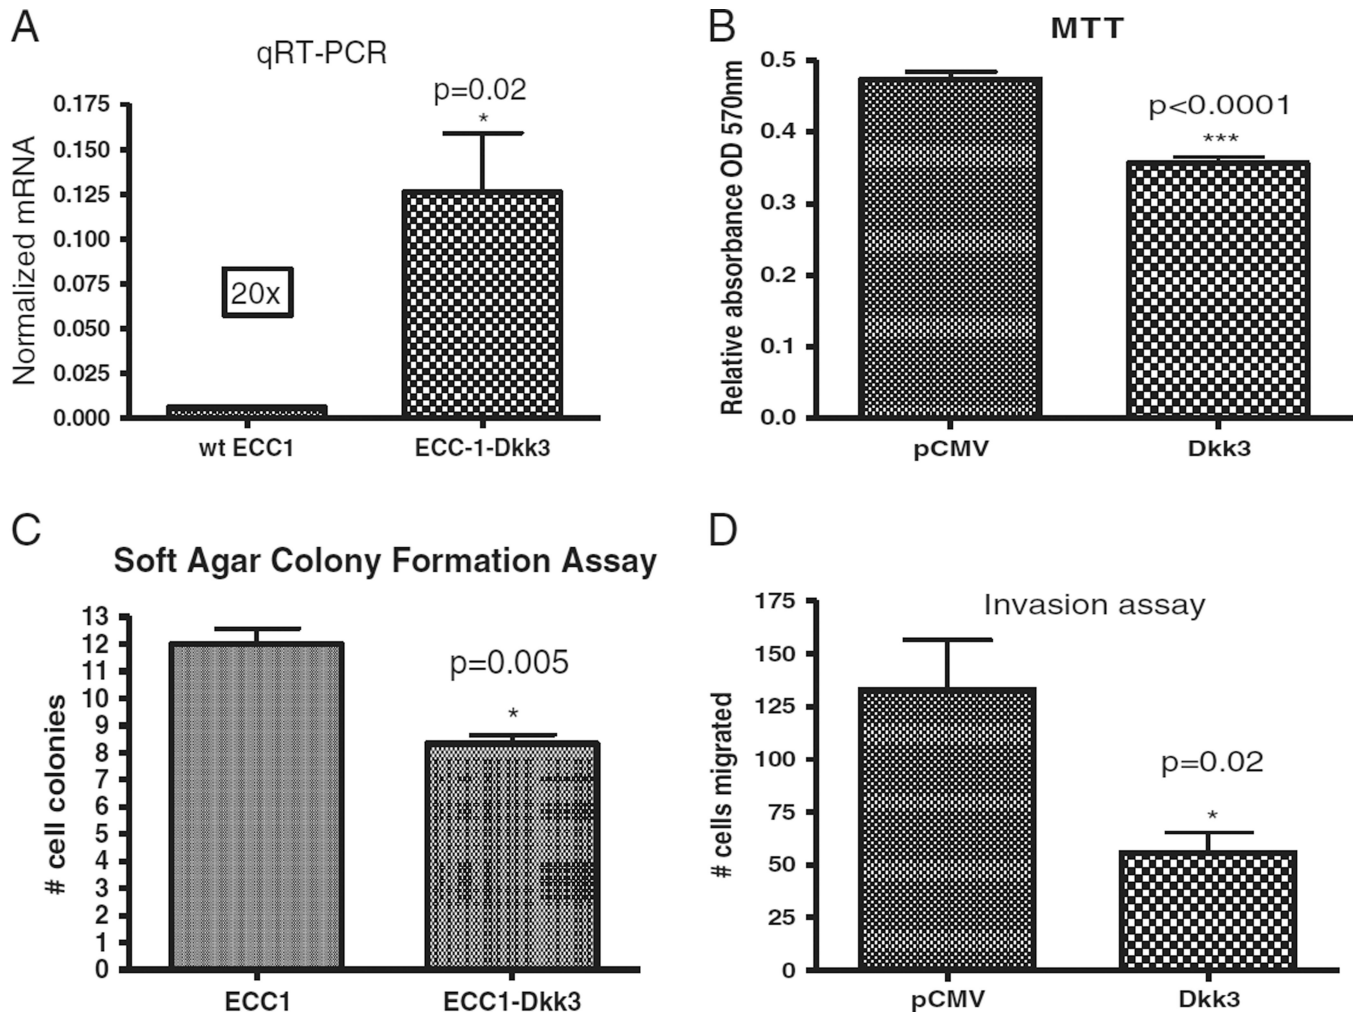 A
qRT-PCR
p=0.02
*
Normalized mRNA
0.175
0.150
0.125
0.100
0.075
0.050
0.025
0.000
20x
wt ECC1
ECC-1-Dkk3
B
MTT
p<0.0001
***
Relative absorbance OD 570nm
0.5
0.4
0.3
0.2
0.1
0.0
pCMV
Dkk3
C
Soft Agar Colony Formation Assay
p=0.005
*
# cell colonies
13
12
11
10
9
8
7
6
5
4
3
2
1
0
ECC1
ECC1-Dkk3
D
Invasion assay
p=0.02
*
# cells migrated
175
150
125
100
75
50
25
0
pCMV
Dkk3